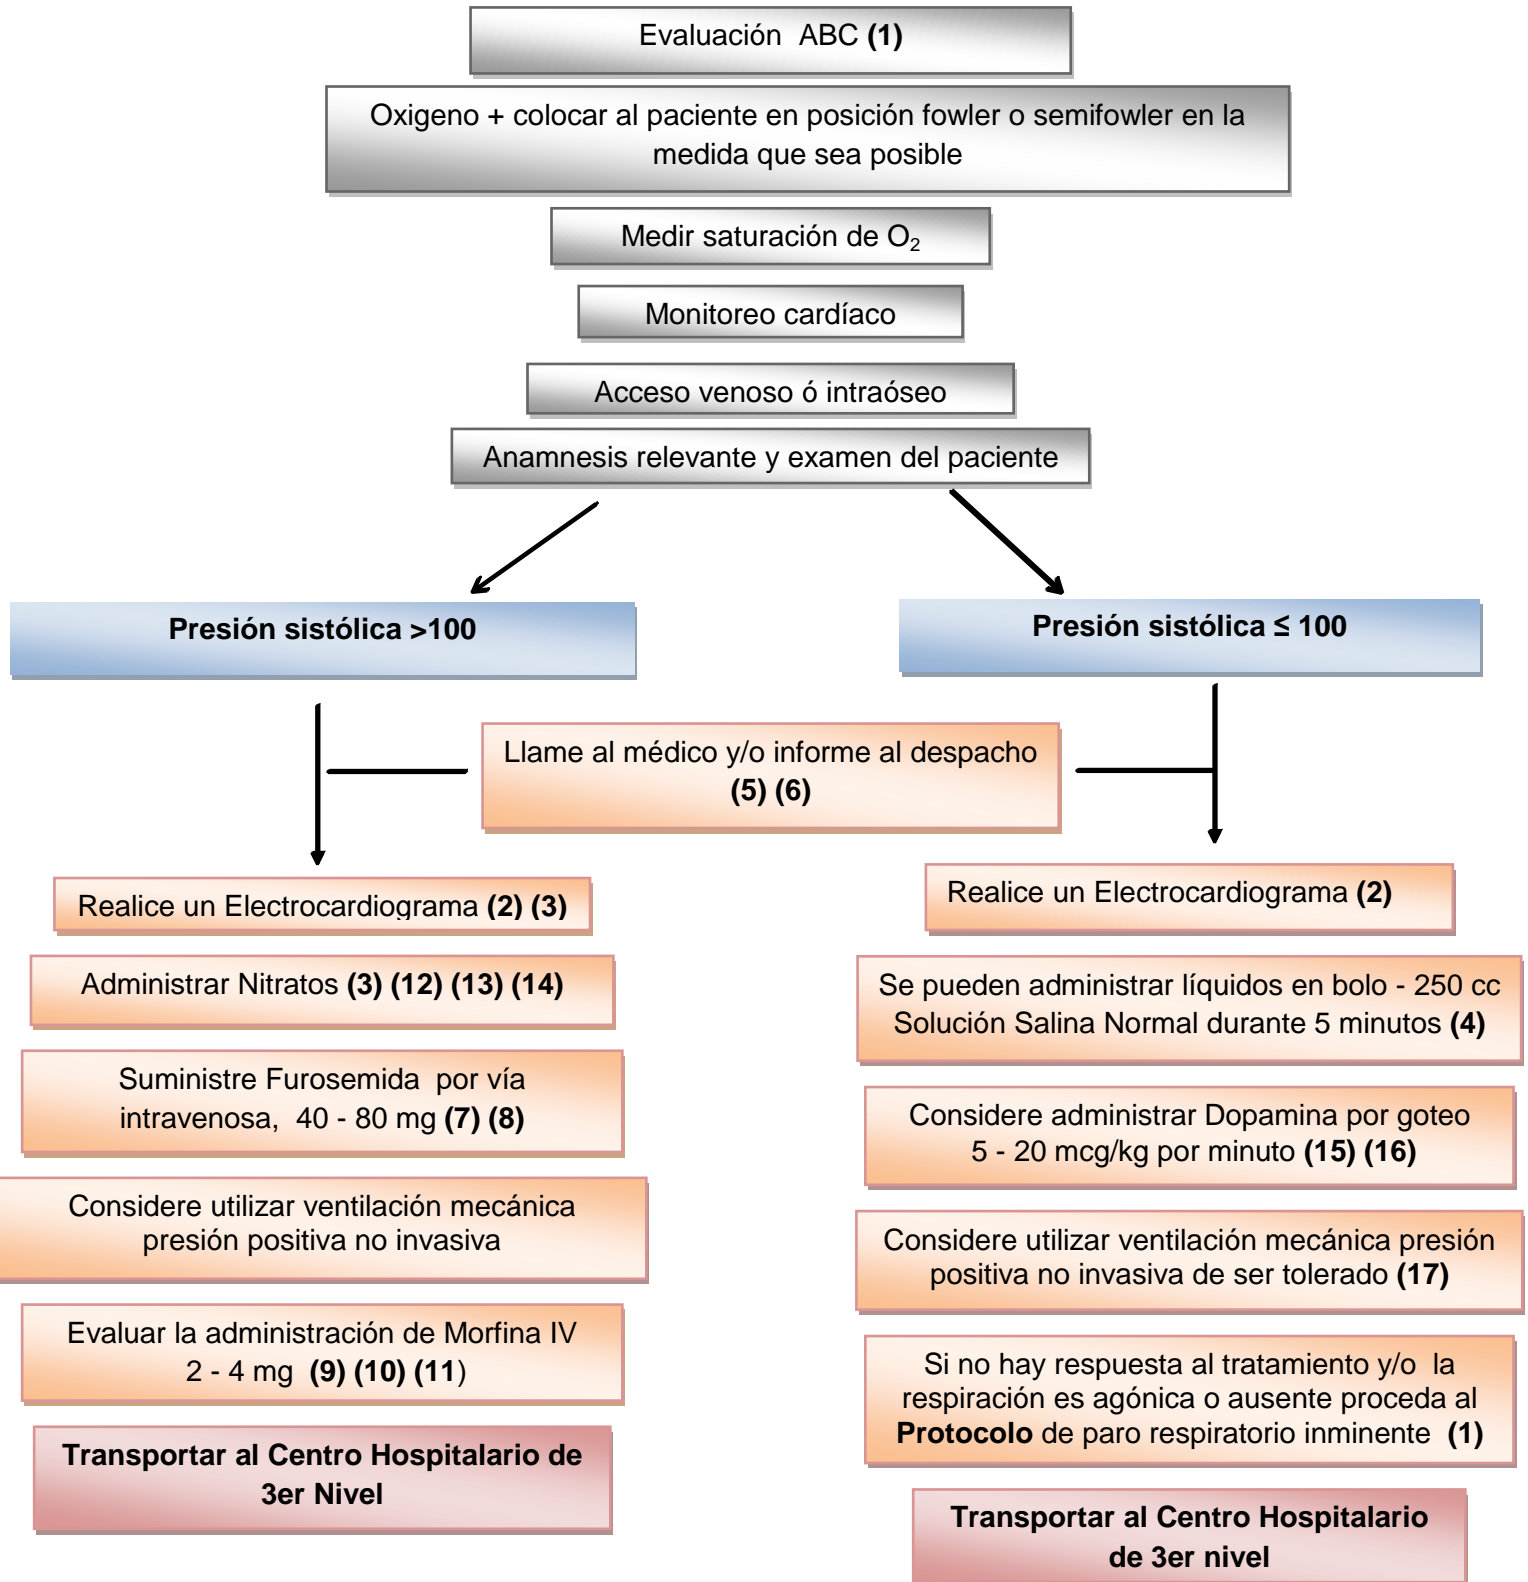 Evaluación ABC (1)
Oxigeno + colocar al paciente en posición fowler o semifowler en la
medida que sea posible
Medir saturación de O₂
Monitoreo cardíaco
Acceso venoso ó intraóseo
Anamnesis relevante y examen del paciente
Presión sistólica >100
Presión sistólica ≤ 100
Llame al médico y/o informe al despacho
(5) (6)
Realice un Electrocardiograma (2) (3)
Administrar Nitratos (3) (12) (13) (14)
Suministre Furosemida por vía
intravenosa, 40 - 80 mg (7) (8)
Considere utilizar ventilación mecánica
presión positiva no invasiva
Evaluar la administración de Morfina IV
2 - 4 mg (9) (10) (11)
Transportar al Centro Hospitalario de
3er Nivel
Realice un Electrocardiograma (2)
Se pueden administrar líquidos en bolo - 250 cc
Solución Salina Normal durante 5 minutos (4)
Considere administrar Dopamina por goteo
5 - 20 mcg/kg por minuto (15) (16)
Considere utilizar ventilación mecánica presión
positiva no invasiva de ser tolerado (17)
Si no hay respuesta al tratamiento y/o la
respiración es agónica o ausente proceda al
Protocolo de paro respiratorio inminente (1)
Transportar al Centro Hospitalario
de 3er nivel